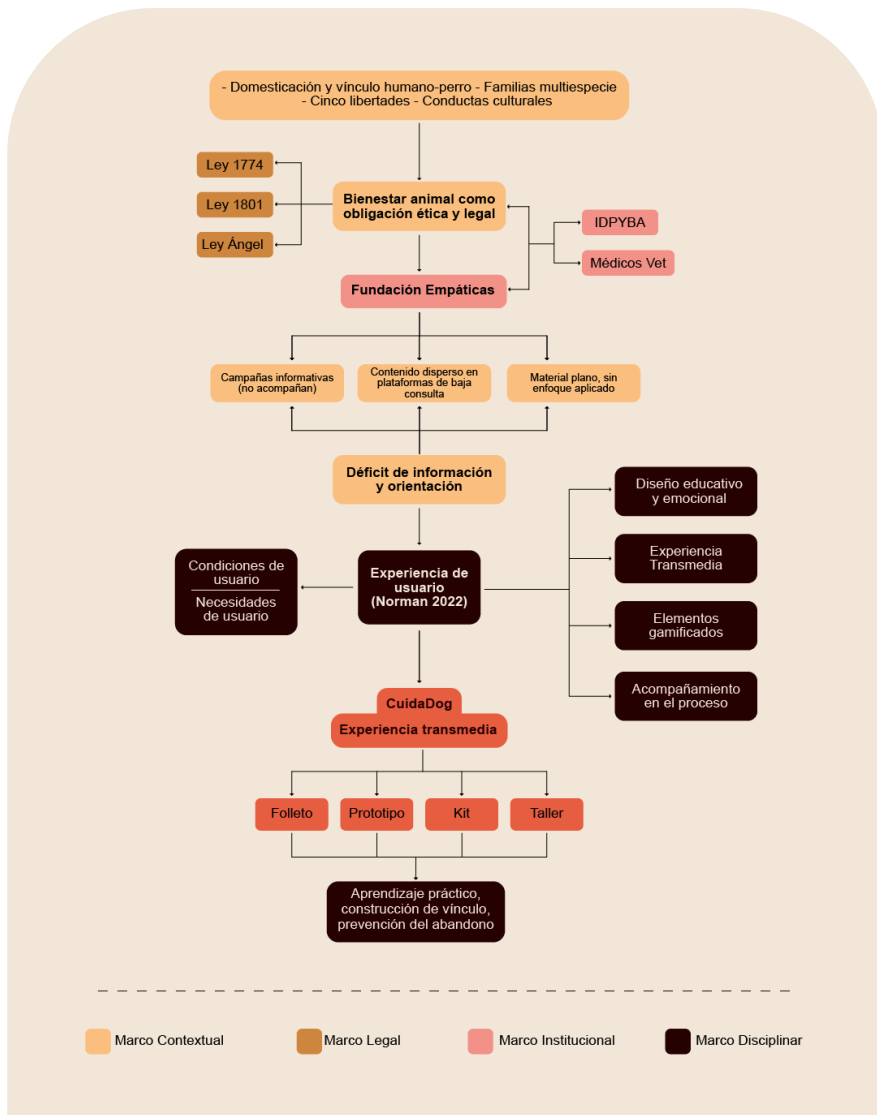 - Domesticación y vínculo humano-perro - Familias multiespecie
- Cinco libertades - Conductas culturales
Ley 1774
Ley 1801
Ley Ángel
Bienestar animal como
obligación ética y legal
IDPYBA
Médicos Vet
Fundación Empáticas
Campañas informativas
(no acompañan)
Contenido disperso en
plataformas de baja
consulta
Material plano, sin
enfoque aplicado
Déficit de información
y orientación
Diseño educativo
y emocional
Experiencia
Transmedia
Elementos
gamificados
Acompañamiento
en el proceso
Condiciones de
usuario
Necesidades
de usuario
Experiencia de
usuario
(Norman 2022)
CuidaDog
Experiencia transmedia
Folleto
Prototipo
Kit
Taller
Aprendizaje práctico,
construcción de vínculo,
prevención del abandono
Marco Contextual
Marco Legal
Marco Institucional
Marco Disciplinar